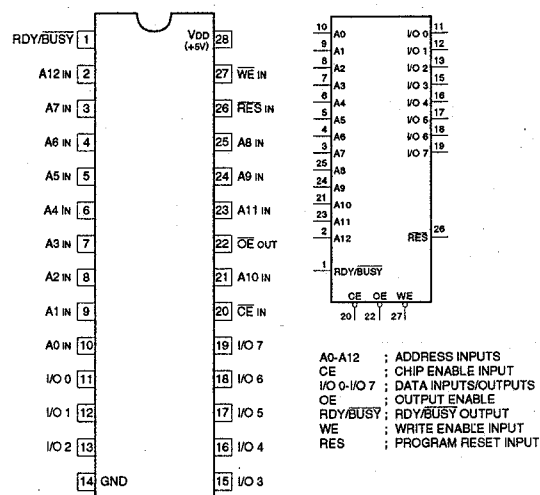 RDY/BUSY 1
VDD (+5V) 28
A12 IN 2
27 WE IN
A7 IN 3
26 RES IN
A6 IN 4
25 A8 IN
A5 IN 5
24 A9 IN
A4 IN 6
23 A11 IN
A3 IN 7
22 OE OUT
A2 IN 8
21 A10 IN
A1 IN 9
20 CE IN
A0 IN 10
19 I/O 7
I/O 0 11
18 I/O 6
I/O 1 12
17 I/O 5
I/O 2 13
16 I/O 4
14 GND
15 I/O 3
10 A0 I/O 0 11
9 A1 I/O 1 12
8 A2 I/O 2 13
7 A3 I/O 3 15
6 A4 I/O 4 16
5 A5 I/O 5 17
4 A6 I/O 6 18
3 A7 I/O 7 19
25 A8
24 A9
21 A10
23 A11
2 A12 RES 26
1 RDY/BUSY
CE OE WE
20 22 27
A0-A12 ; ADDRESS INPUTS
CE ; CHIP ENABLE INPUT
I/O 0-I/O 7 ; DATA INPUTS/OUTPUTS
OE ; OUTPUT ENABLE
RDY/BUSY ; RDY/BUSY OUTPUT
WE ; WRITE ENABLE INPUT
RES ; PROGRAM RESET INPUT